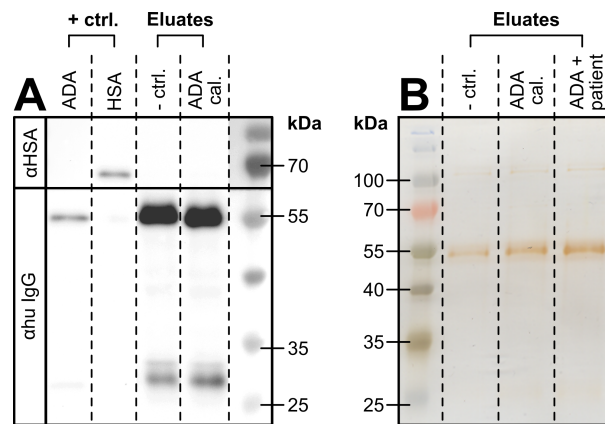 + ctrl.
Eluates
ADA
HSA
- ctrl.
ADA
cal.
A
kDa
αHSA
70
αhu IgG
55
35
25
Eluates
- ctrl.
ADA
cal.
ADA +
patient
B
kDa
100
70
55
40
35
25